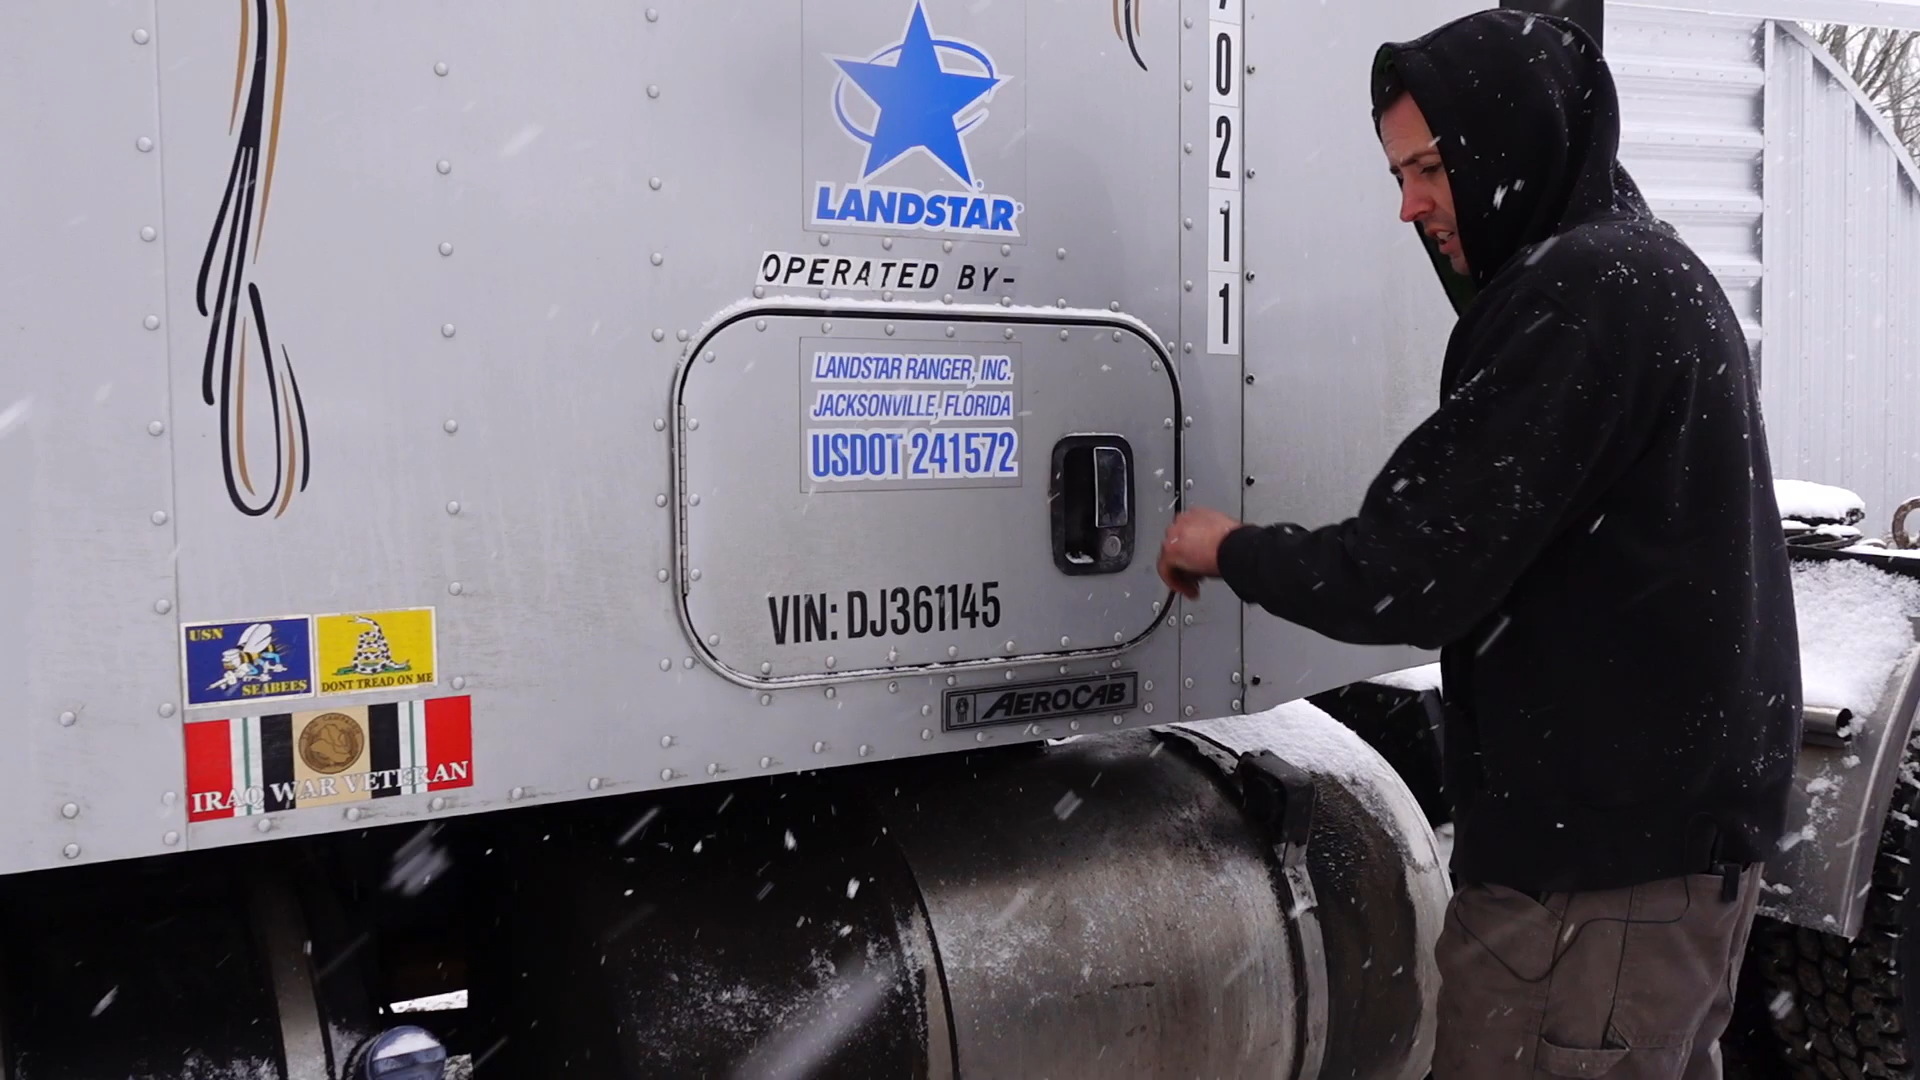 LANDSTAR
OPERATED BY-
LANDSTAR RANGER, INC.
JACKSONVILLE, FLORIDA
USDOT 241572
VIN: DJ361145
AEROCAB
0211
USN
SEABEES
DONT TREAD ON ME
IRAQ WAR VETERAN